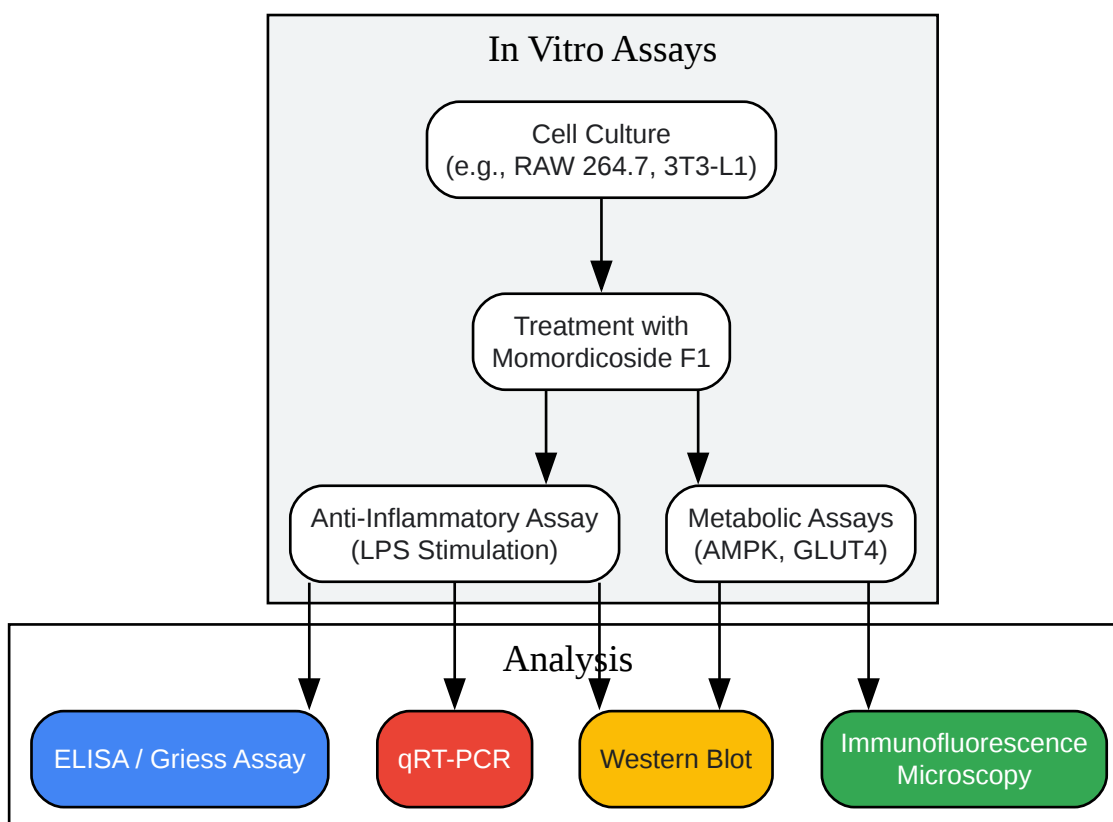 In Vitro Assays
Cell Culture
(e.g., RAW 264.7, 3T3-L1)
Treatment with
Momordicoside F1
Anti-Inflammatory Assay
(LPS Stimulation)
Metabolic Assays
(AMPK, GLUT4)
Analysis
ELISA / Griess Assay
qRT-PCR
Western Blot
Immunofluorescence
Microscopy